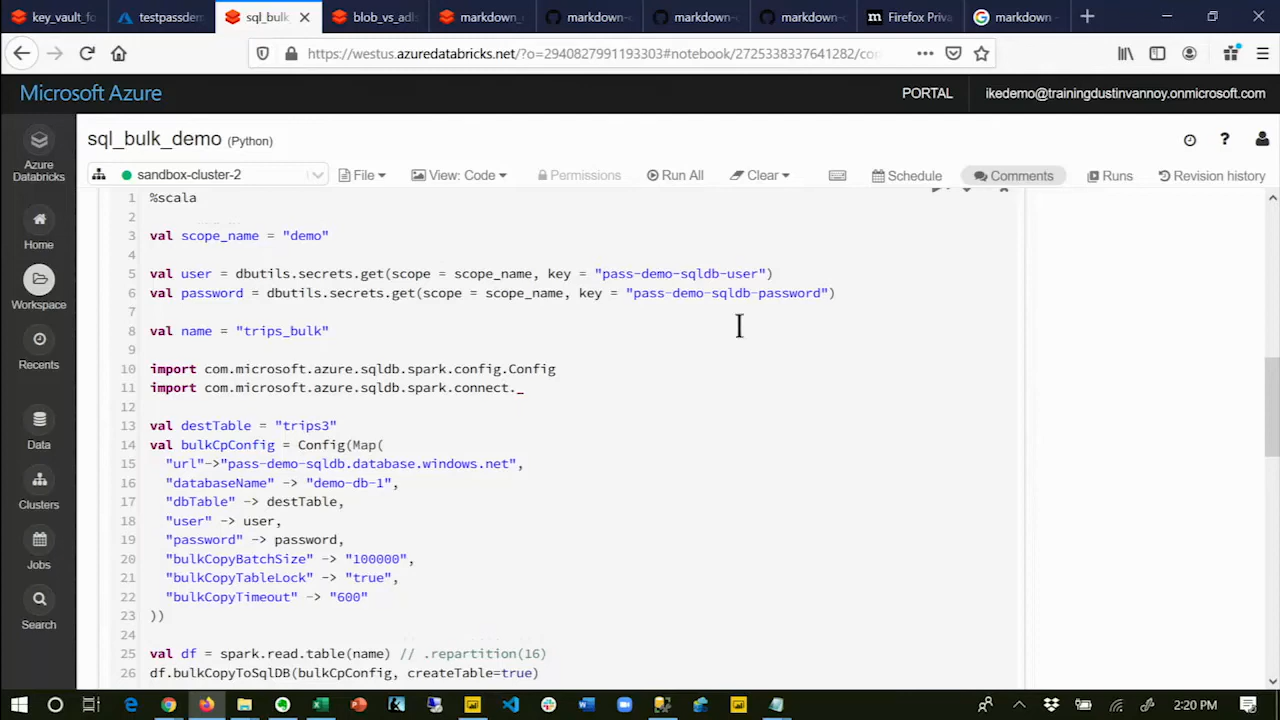 key_vault_fo
testpassdem
sql_bulk
blob_vs_adls
markdown_
markdown-
markdown-
markdown-c
Firefox Priva
markdown -
https://westus.azuredatabricks.net/?o=2940827991193303#notebook/2725338337641282/con
Microsoft Azure
PORTAL
ikedemo@trainingdustinvannoy.onmicrosoft.com
sql_bulk_demo (Python)
sandbox-cluster-2
File
View: Code
Permissions
Run All
Clear
Schedule
Comments
Runs
Revision history
Azure
Databricks
Home
Workspace
Recents
Data
Clusters
Jobs
Search
1 %scala
2
3 val scope_name = "demo"
4
5 val user = dbutils.secrets.get(scope = scope_name, key = "pass-demo-sqldb-user")
6 val password = dbutils.secrets.get(scope = scope_name, key = "pass-demo-sqldb-password")
7
8 val name = "trips_bulk"
9
10 import com.microsoft.azure.sqldb.spark.config.Config
11 import com.microsoft.azure.sqldb.spark.connect._
12
13 val destTable = "trips3"
14 val bulkCpConfig = Config(Map(
15 "url"->"pass-demo-sqldb.database.windows.net",
16 "databaseName" -> "demo-db-1",
17 "dbTable" -> destTable,
18 "user" -> user,
19 "password" -> password,
20 "bulkCopyBatchSize" -> "100000",
21 "bulkCopyTableLock" -> "true",
22 "bulkCopyTimeout" -> "600"
23 ))
24
25 val df = spark.read.table(name) // .repartition(16)
26 df.bulkCopyToSqlDB(bulkCpConfig, createTable=true)
2:20 PM